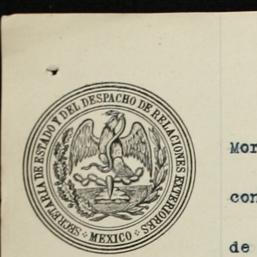 SECRETARIA DE ESTADO Y DEL DESPACHO DE RELACIONES EXTERIORES
MEXICO
Mor
con
de